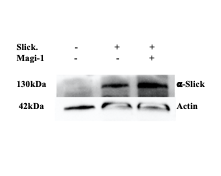 Slick. - + +
Magi-1 - - +
130kDa α-Slick
42kDa Actin